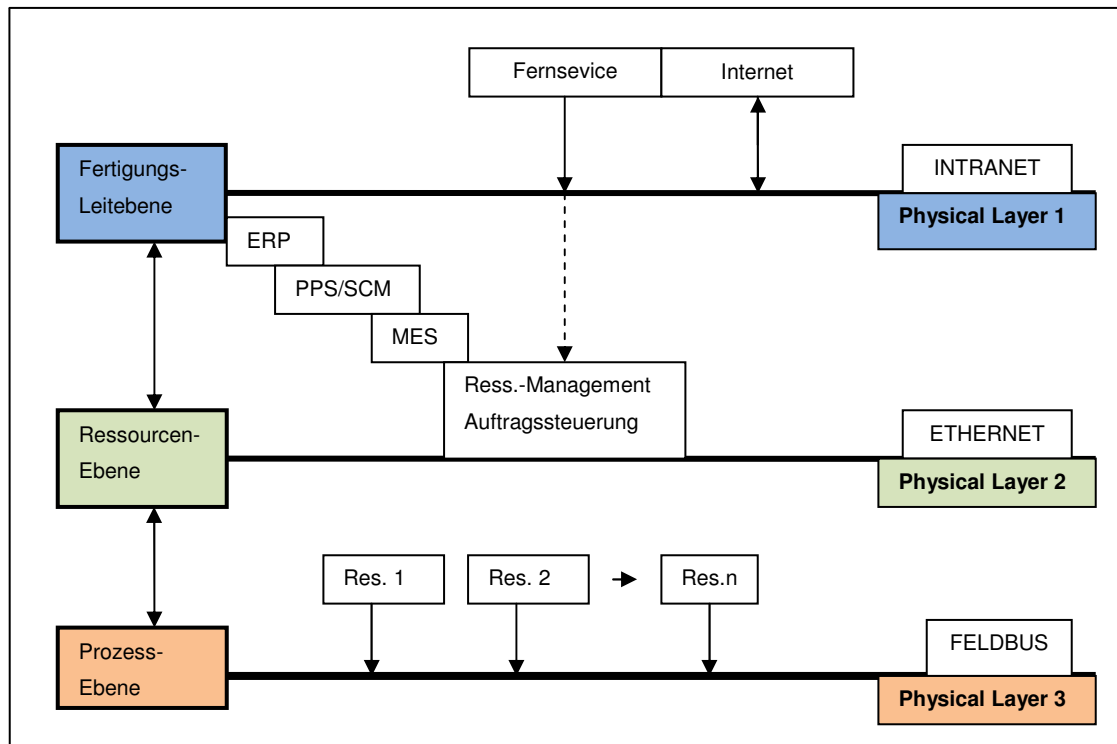 Fernsevice
Internet
Fertigungs-
Leitebene
INTRANET
Physical Layer 1
ERP
PPS/SCM
MES
Ress.-Management
Auftragssteuerung
Ressourcen-
Ebene
ETHERNET
Physical Layer 2
Res. 1
Res. 2
Res.n
Prozess-
Ebene
FELDBUS
Physical Layer 3